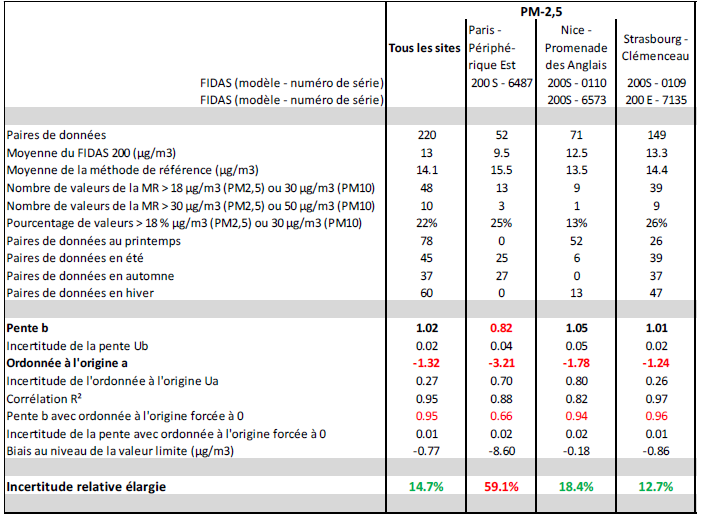 PM-2,5
Tous les sites Paris - Périphé- rique Est Nice - Promenade des Anglais Strasbourg - Clémenceau
FIDAS (modèle - numéro de série) 200 S - 6487 200S - 0110 200S - 0109
FIDAS (modèle - numéro de série) 200S - 6573 200 E - 7135
Paires de données 220 52 71 149
Moyenne du FIDAS 200 (µg/m3) 13 9.5 12.5 13.3
Moyenne de la méthode de référence (µg/m3) 14.1 15.5 13.5 14.4
Nombre de valeurs de la MR > 18 µg/m3 (PM2,5) ou 30 µg/m3 (PM10) 48 13 9 39
Nombre de valeurs de la MR > 30 µg/m3 (PM2,5) ou 50 µg/m3 (PM10) 10 3 1 9
Pourcentage de valeurs > 18 % µg/m3 (PM2,5) ou 30 µg/m3 (PM10) 22% 25% 13% 26%
Paires de données au printemps 78 0 52 26
Paires de données en été 45 25 6 39
Paires de données en automne 37 27 0 37
Paires de données en hiver 60 0 13 47
Pente b 1.02 0.82 1.05 1.01
Incertitude de la pente Ub 0.02 0.04 0.05 0.02
Ordonnée à l'origine a -1.32 -3.21 -1.78 -1.24
Incertitude de l'ordonnée à l'origine Ua 0.27 0.70 0.80 0.26
Corrélation R² 0.95 0.88 0.82 0.97
Pente b avec ordonnée à l'origine forcée à 0 0.95 0.66 0.94 0.96
Incertitude de la pente avec ordonnée à l'origine forcée à 0 0.01 0.02 0.02 0.01
Biais au niveau de la valeur limite (µg/m3) -0.77 -8.60 -0.18 -0.86
Incertitude relative élargie 14.7% 59.1% 18.4% 12.7%